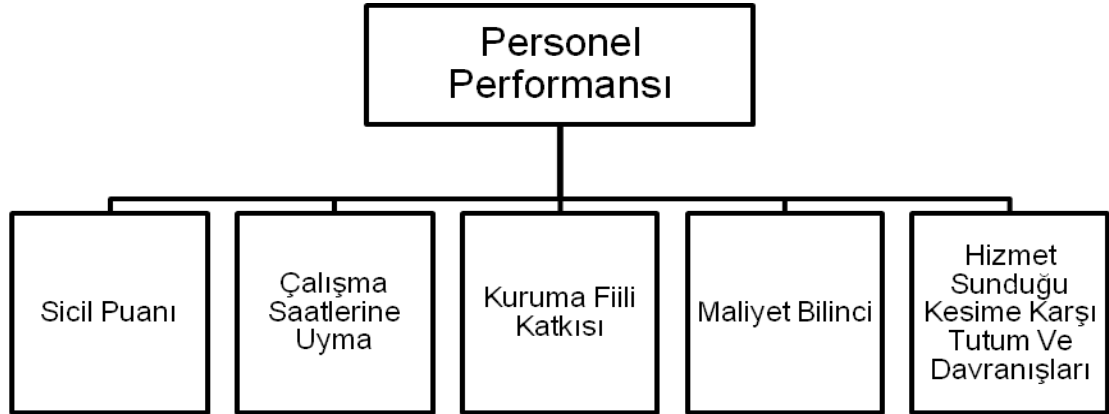 Personel
Performansı
Sicil Puanı
Çalışma
Saatlerine
Uyma
Kuruma Fiili
Katkısı
Maliyet Bilinci
Hizmet
Sunduğu
Kesime Karşı
Tutum Ve
Davranışları